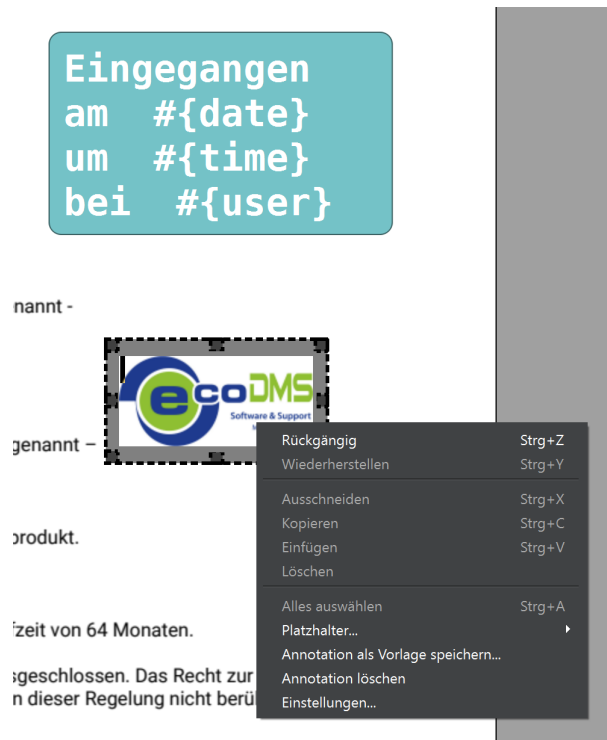 Eingegangen
am #{date}
um #{time}
bei #{user}
nannt -
ecoDMS
Software & Support
genannt –
produkt.
fzeit von 64 Monaten.
sgeschlossen. Das Recht zur
n dieser Regelung nicht berü
Rückgängig Strg+Z
Wiederherstellen Strg+Y
Ausschneiden Strg+X
Kopieren Strg+C
Einfügen Strg+V
Löschen
Alles auswählen Strg+A
Platzhalter...
Annotation als Vorlage speichern...
Annotation löschen
Einstellungen...